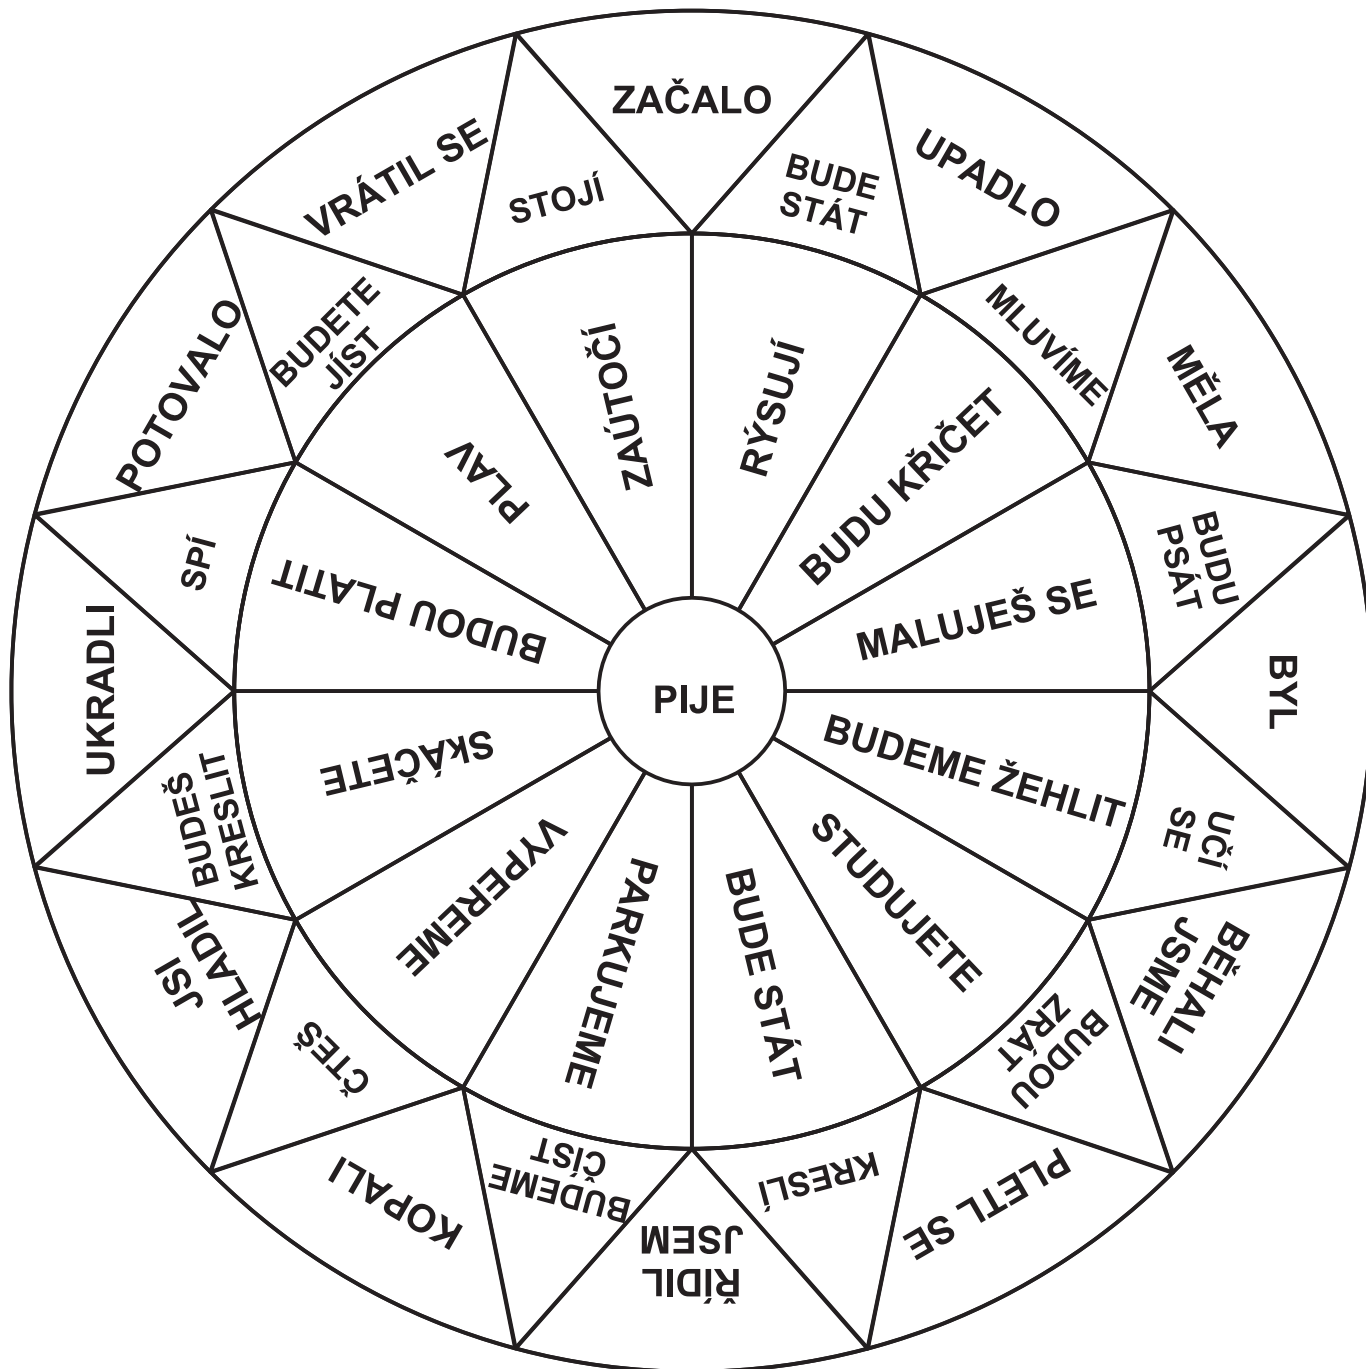 ZAČALO
UPADLO
MĚLA
BYL
BĚHALI
JSME
PLETL SE
ŘÍDIL
JSEM
KOPALI
HLADIL
JSI
UKRADLI
POTOVALO
VRÁTIL SE
STOJÍ
BUDE
STÁT
MLUVÍME
BUDU
PSÁT
UČÍ
SE
BUDOU
ZRÁT
KRESLÍ
BUDEME
ČÍST
ČTEŠ
BUDEŠ
KRESLIT
SPÍ
BUDETE
JÍST
ZAÚTOČÍ
RÝSUJÍ
BUDU KŘIČET
MALUJEŠ SE
BUDEME ŽEHLIT
STUDUJETE
BUDE STÁT
PARKUJEME
VYPEREME
SkÁČETE
BUDOU PLATIT
PLAV
PIJE